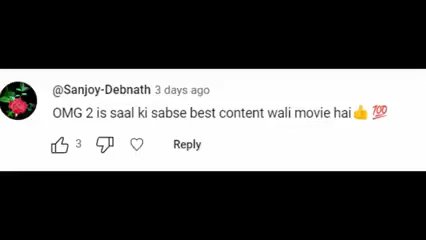 @Sanjoy-Debnath 3 days ago
OMG 2 is saal ki sabse best content wali movie hai👍💯
3 Reply